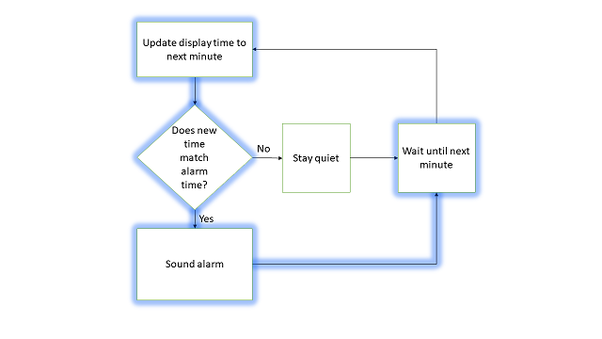 Update display time to
next minute
Does new
time
match
alarm
time?
No
Stay quiet
Wait until next
minute
Yes
Sound alarm